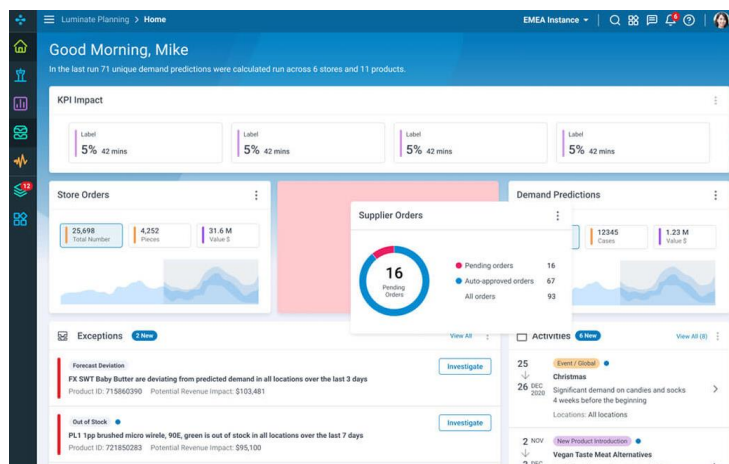 Luminate Planning > Home
EMEA Instance
6
Good Morning, Mike
In the last run 71 unique demand predictions were calculated run across 6 stores and 11 products.
KPI Impact
Label
5% 42 mins
Label
5% 42 mins
Label
5% 42 mins
Label
5% 42 mins
12
Store Orders
25,698
Total Number
4,252
Pieces
31.6 M
Value $
Supplier Orders
16
Pending
Orders
Pending orders 16
Auto-approved orders 67
All orders 93
Demand Predictions
12345
Cases
1.23 M
Value $
Exceptions 2 New
View All
Forecast Deviation
FX SWT Baby Butter are deviating from predicted demand in all locations over the last 3 days
Product ID: 715860390 Potential Revenue Impact: $103,481
Investigate
Out of Stock
PL1 1pp brushed micro wirele, 90E, green is out of stock in all locations over the last 7 days
Product ID: 721850283 Potential Revenue Impact: $95,100
Investigate
Activities 6 New
View All (8)
25
26 DEC
2020
Event / Global
Christmas
Significant demand on candies and socks
4 weeks before the beginning
Locations: All locations
2 NOV
New Product Introduction
Vegan Taste Meat Alternatives